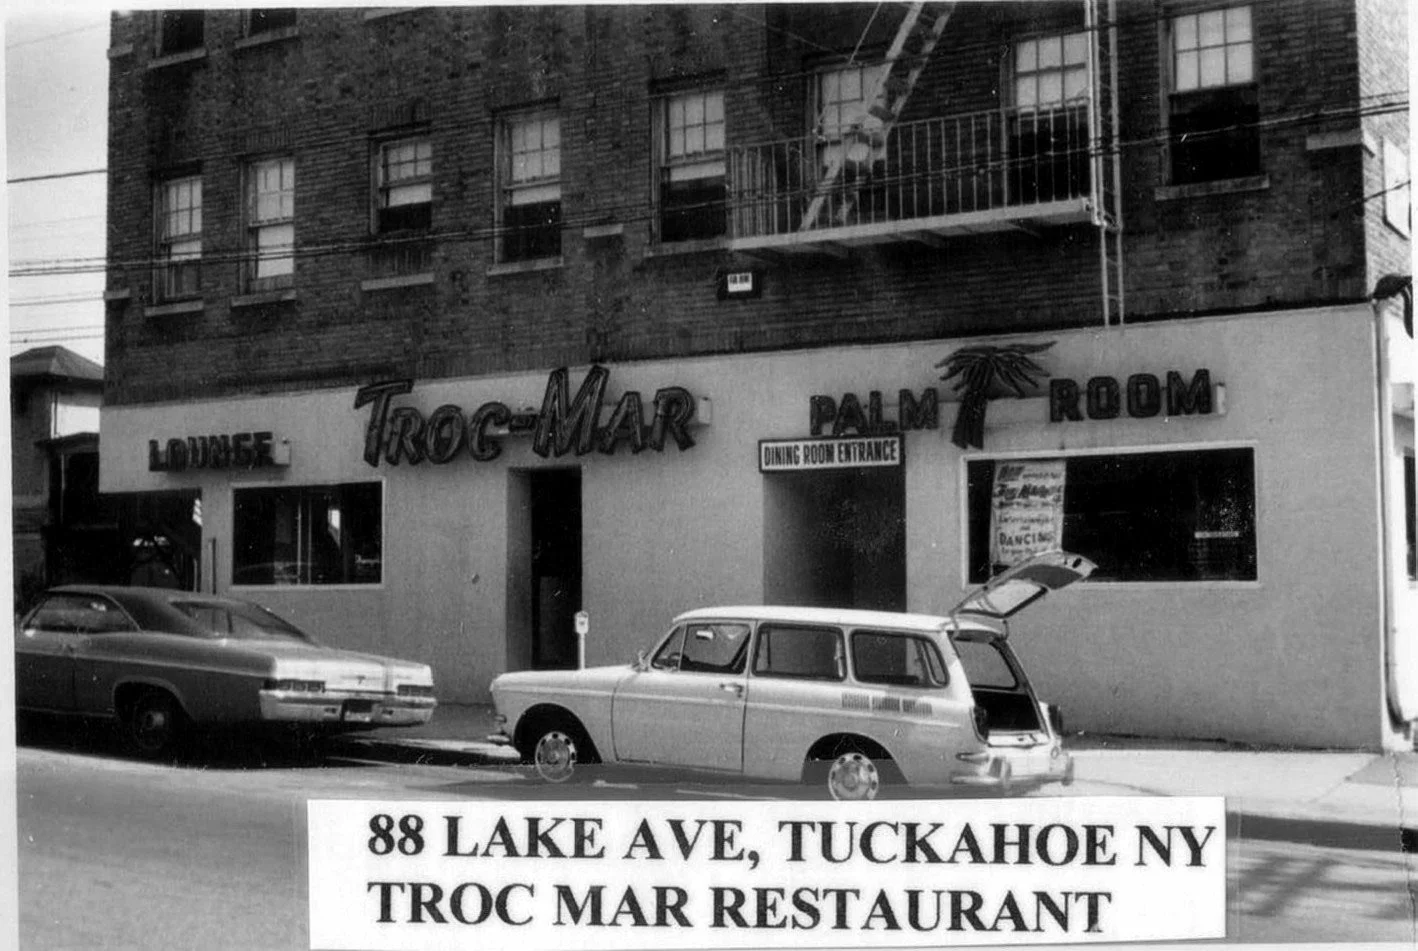 LOUNGE
TROC-MAR
PALM ROOM
DINING ROOM ENTRANCE
DANCING
88 LAKE AVE, TUCKAHOE NY
TROC MAR RESTAURANT